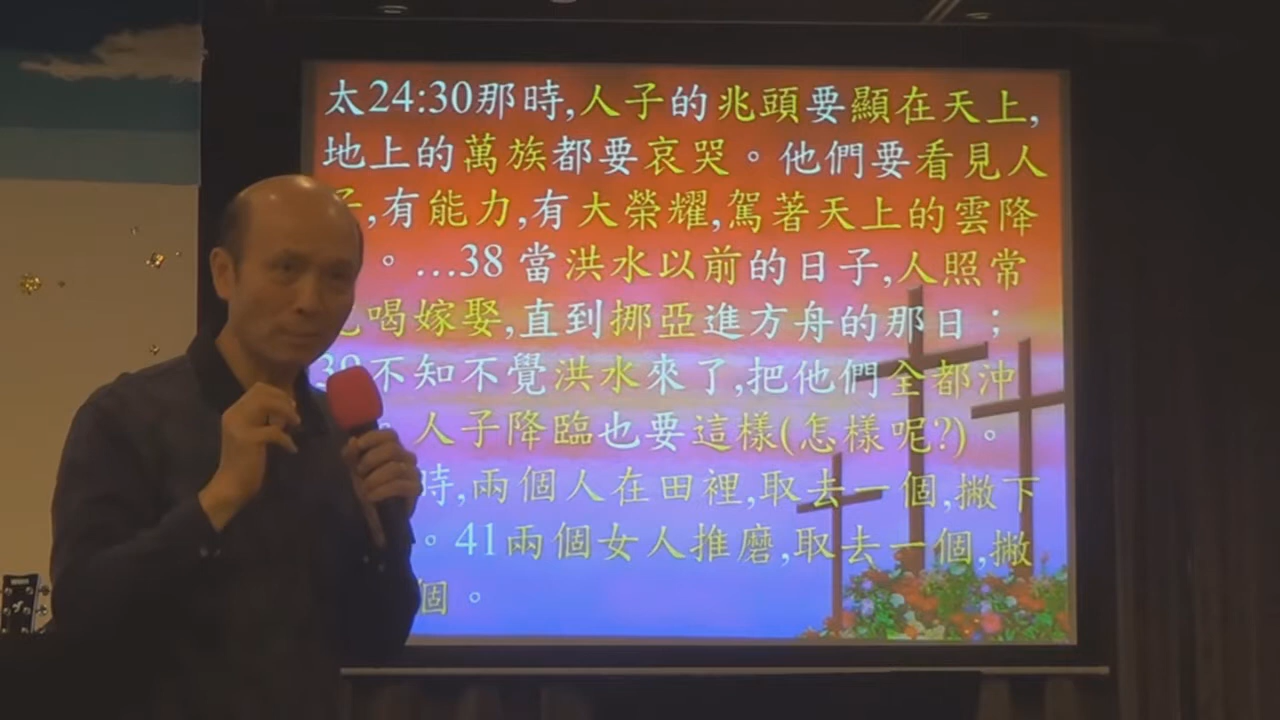 太24:30那時,人子的兆頭要顯在天上,
地上的萬族都要哀哭。他們要看見人
子,有能力,有大榮耀,駕著天上的雲降
。…38 當洪水以前的日子,人照常
喝嫁娶,直到挪亞進方舟的那日；
39不知不覺洪水來了,把他們全都沖
。人子降臨也要這樣(怎樣呢?)。
時,兩個人在田裡,取去一個,撇下
。41兩個女人推磨,取去一個,撇
個。